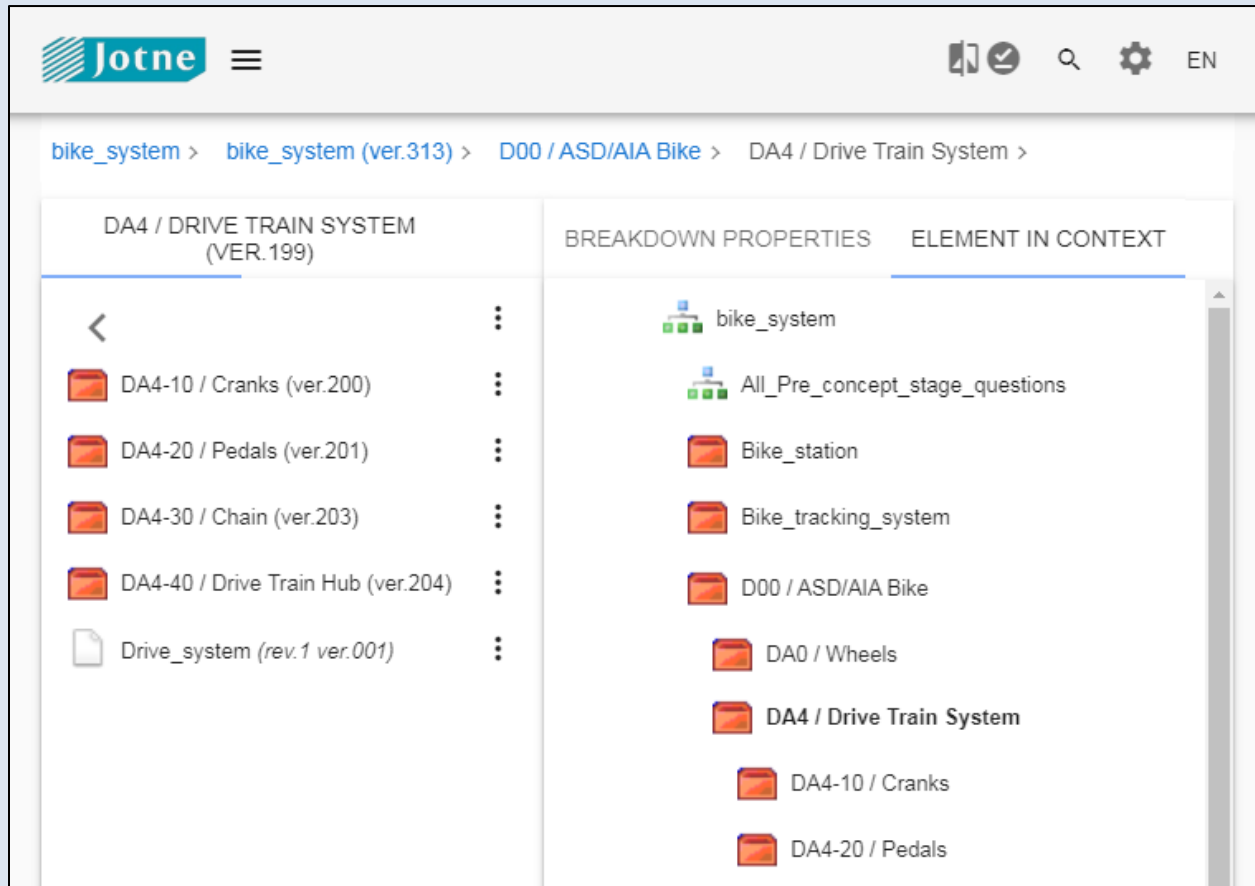 Jotne
EN
bike_system > bike_system (ver.313) > D00 / ASD/AIA Bike > DA4 / Drive Train System >
DA4 / DRIVE TRAIN SYSTEM
(VER.199)
DA4-10 / Cranks (ver.200)
DA4-20 / Pedals (ver.201)
DA4-30 / Chain (ver.203)
DA4-40 / Drive Train Hub (ver.204)
Drive_system (rev.1 ver.001)
BREAKDOWN PROPERTIES
ELEMENT IN CONTEXT
bike_system
All_Pre_concept_stage_questions
Bike_station
Bike_tracking_system
D00 / ASD/AIA Bike
DA0 / Wheels
DA4 / Drive Train System
DA4-10 / Cranks
DA4-20 / Pedals